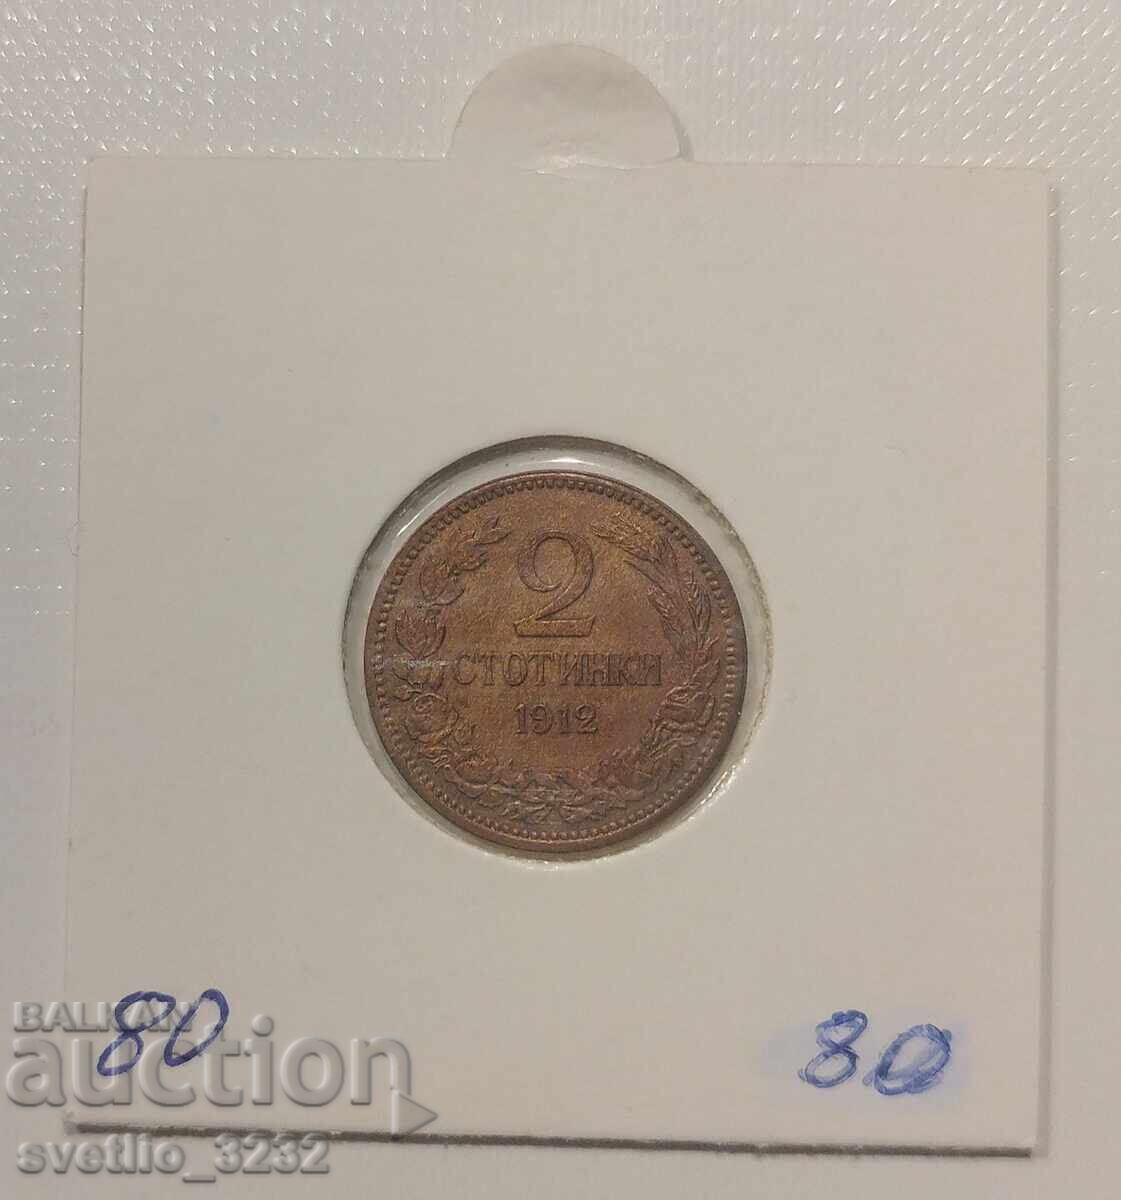 2
СТОТИНКИ
1912
80
80
BALKAN
auction
svetlio_3232